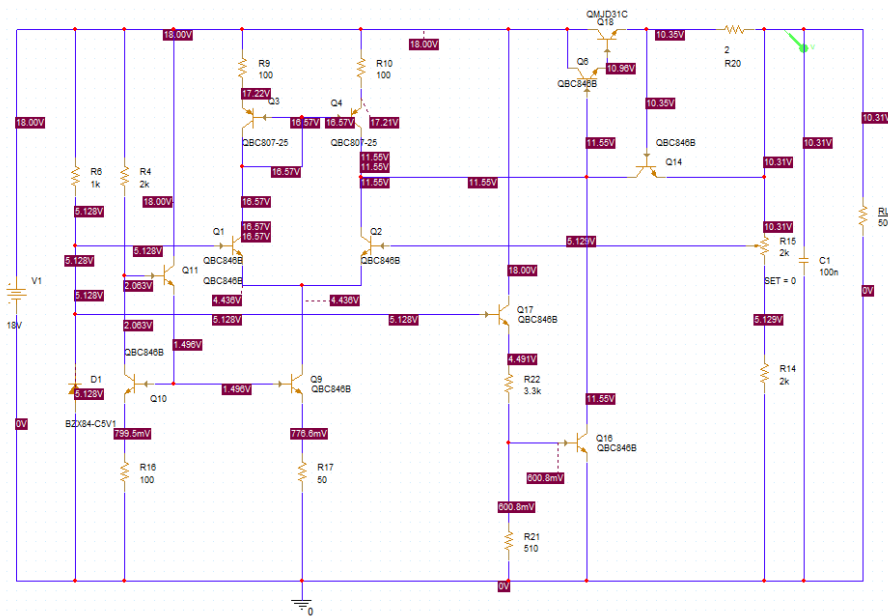 QMJD31C
Q18
18.00V
10.35V
18.00V
2
R20
R9
100
R10
100
Q6
QBC846B
10.96V
17.22V
Q3
Q4
10.35V
18.00V
16.57V
16.57V
17.21V
10.31V
QBC807-25
QBC807-25
11.55V
QBC846B
Q14
11.55V
11.55V
10.31V
R6
1k
R4
2k
16.57V
11.55V
11.55V
18.00V
5.128V
16.57V
16.57V
10.31V
RL
50
Q1
Q2
5.128V
5.129V
R15
2k
5.128V
Q11
QBC846B
QBC846B
C1
100n
V1
5.128V
2.063V
18.00V
SET = 0
4.436V
4.436V
0V
18V
5.128V
5.128V
Q17
QBC846B
2.063V
5.129V
1.496V
QBC846B
4.491V
D1
5.128V
Q10
1.496V
Q9
QBC846B
R22
3.3k
R14
2k
BZX84-C5V1
11.55V
0V
799.5mV
776.6mV
Q16
QBC846B
R16
100
R17
50
600.8mV
600.8mV
R21
510
0V
0